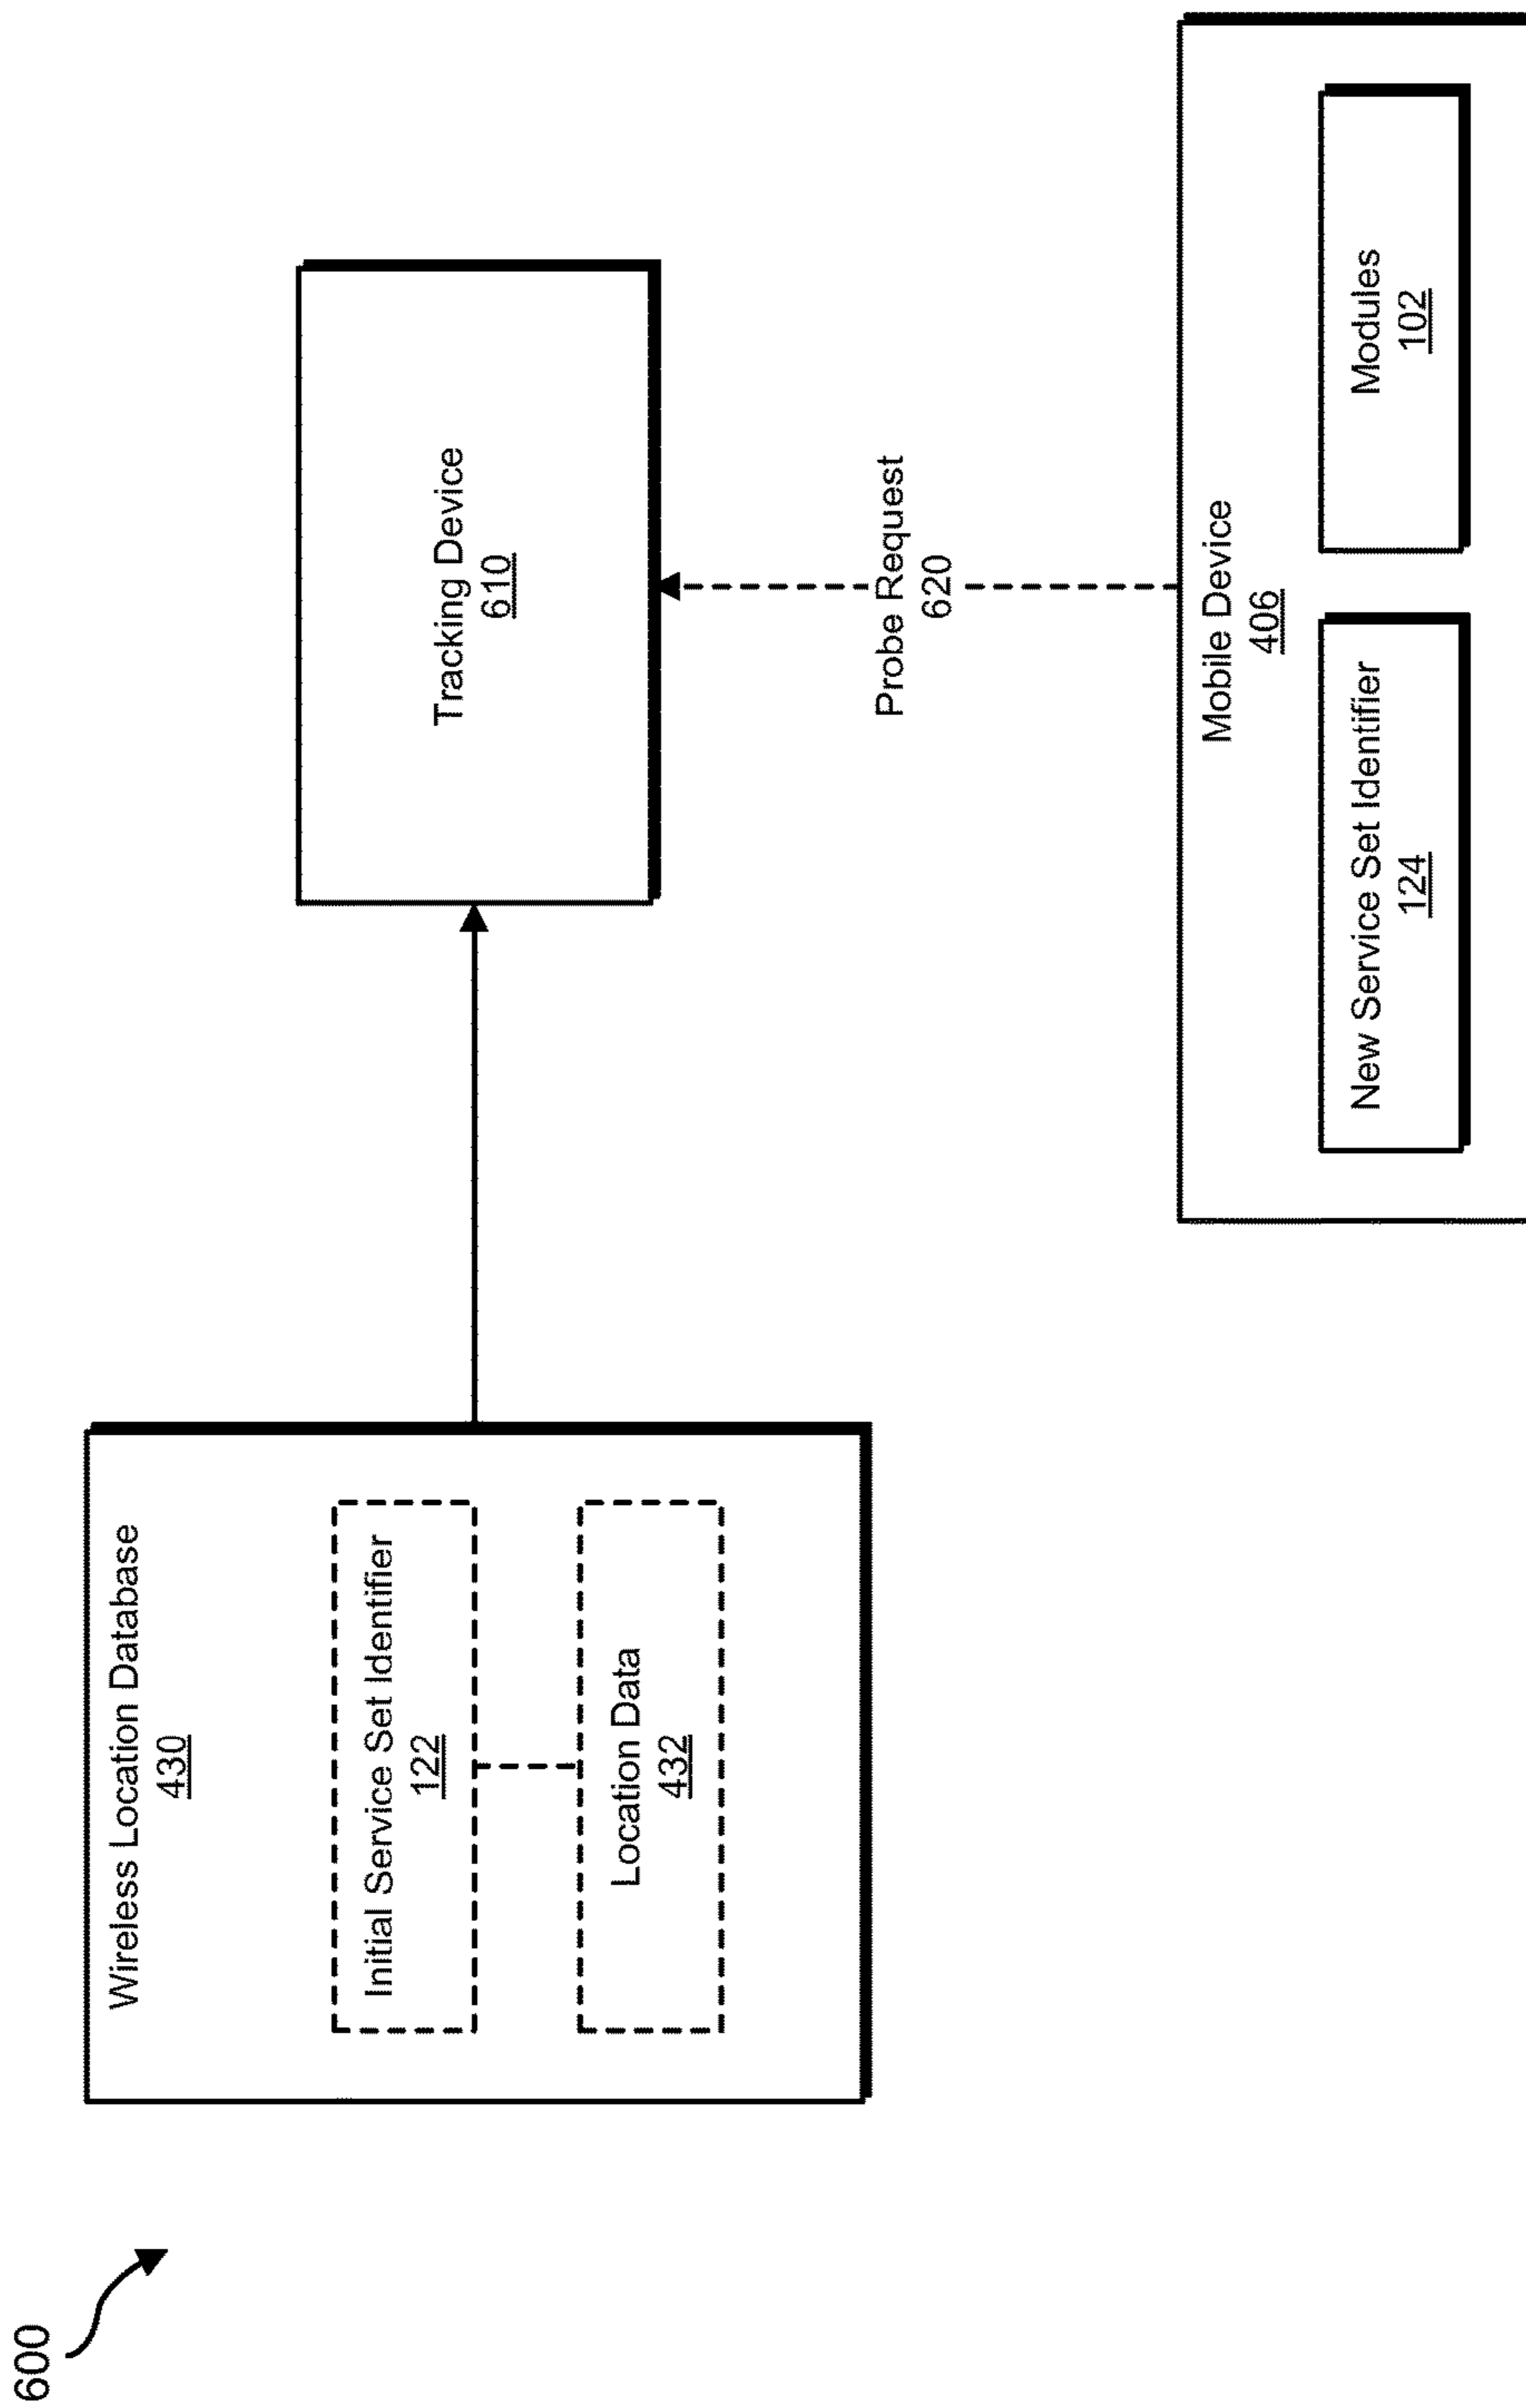 600
Wireless Location Database
430
Initial Service Set Identifier
122
Location Data
432
Tracking Device
610
Probe Request
620
Mobile Device
406
New Service Set Identifier
124
Modules
102